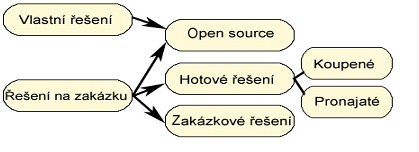 Vlastní řešení
Open source
Koupené
Hotové řešení
Řešení na zakázku
Pronajaté
Zakázkové řešení